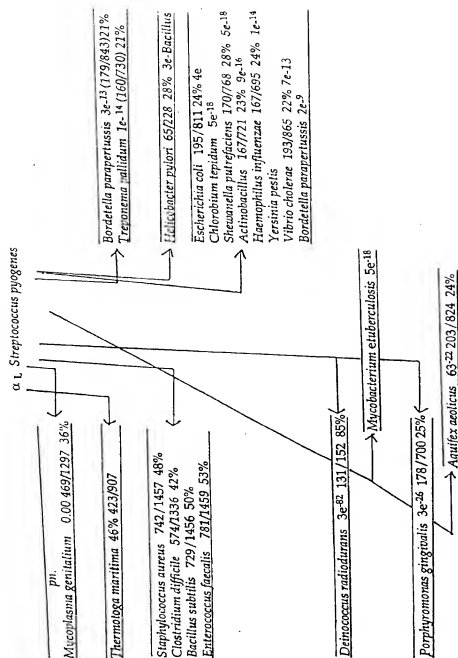 α L Streptococcus pyogenes
pn.
Mycoplasma genitalium 0.00 469/1297 36%
Thermologa maritima 46% 423/907
Staphylococcus aureus 742/1457 48%
Clostridium difficile 574/1336 42%
Bacillus subtilis 729/1456 50%
Enterococcus faecalis 781/1459 53%
Deinococcus radiodurans 3e-82 131/152 85%
Porphyromonas gingivalis 3e-26 178/700 25%
Bordetella parapertussis 3e-13 (179/843) 21%
Treponema pallidum 1e-14 (160/730) 21%
Helicobacter pylori 65/228 28% 3e-Bacillus
Escherichia coli 195/811 24% 4e
Chlorobium tepidum 5e-18
Shewanella putrefaciens 170/768 28% 5e-18
Actinobacillus 167/721 23% 9e-16
Haemophilus influenzae 167/695 24% 1e-14
Yersinia pestis
Vibrio cholerae 193/865 22% 7e-13
Bordetella parapertussis 2e-9
Mycobacterium etuberculosis 5e-18
Aquifex aeolicus 63-22 203/824 24%